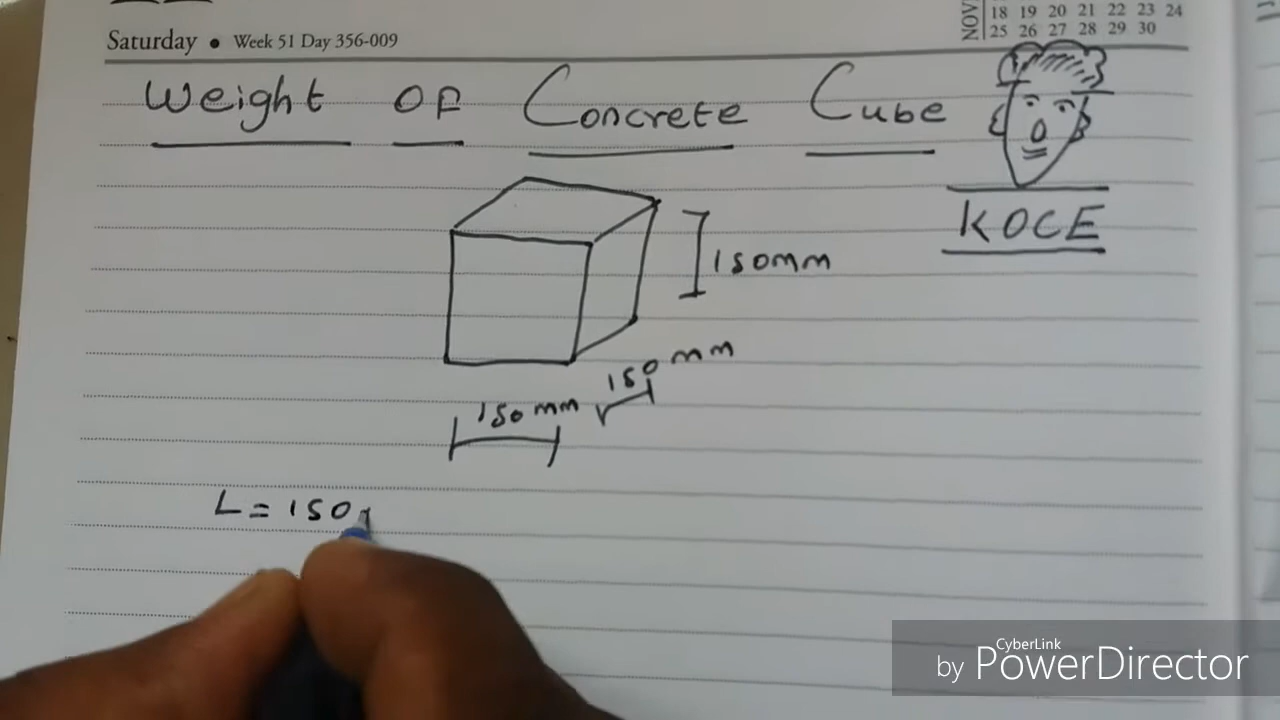 NOV
18 19 20 21 22 23 24
25 26 27 28 29 30
Saturday • Week 51 Day 356-009
Weight OF Concrete Cube
KOCE
150mm
150mm
150mm
L = 150
CyberLink
by PowerDirector